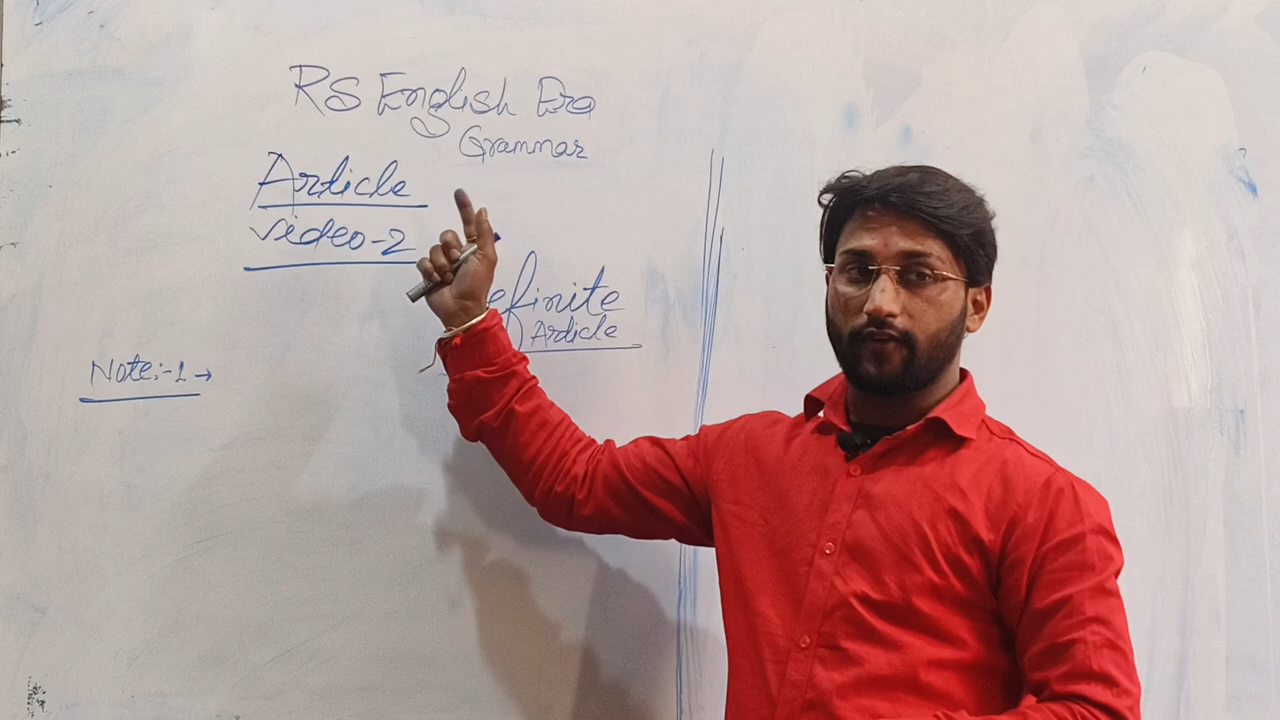 RS English Era
Grammar
Article
video-2
efinite
Article
Note:-1 →